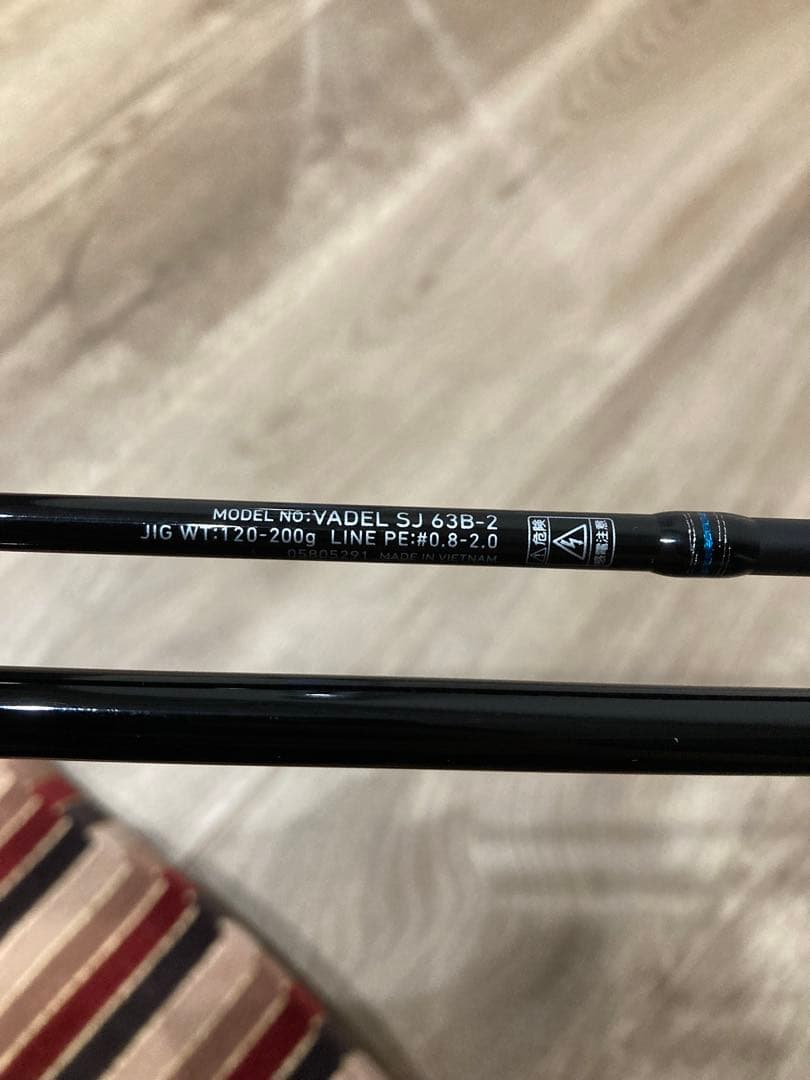 MODEL NO:VADEL SJ 63B-2
JIG WT:120-200g LINE PE:#0.8-2.0
05805291 MADE IN VIETNAM
危険
感電注意